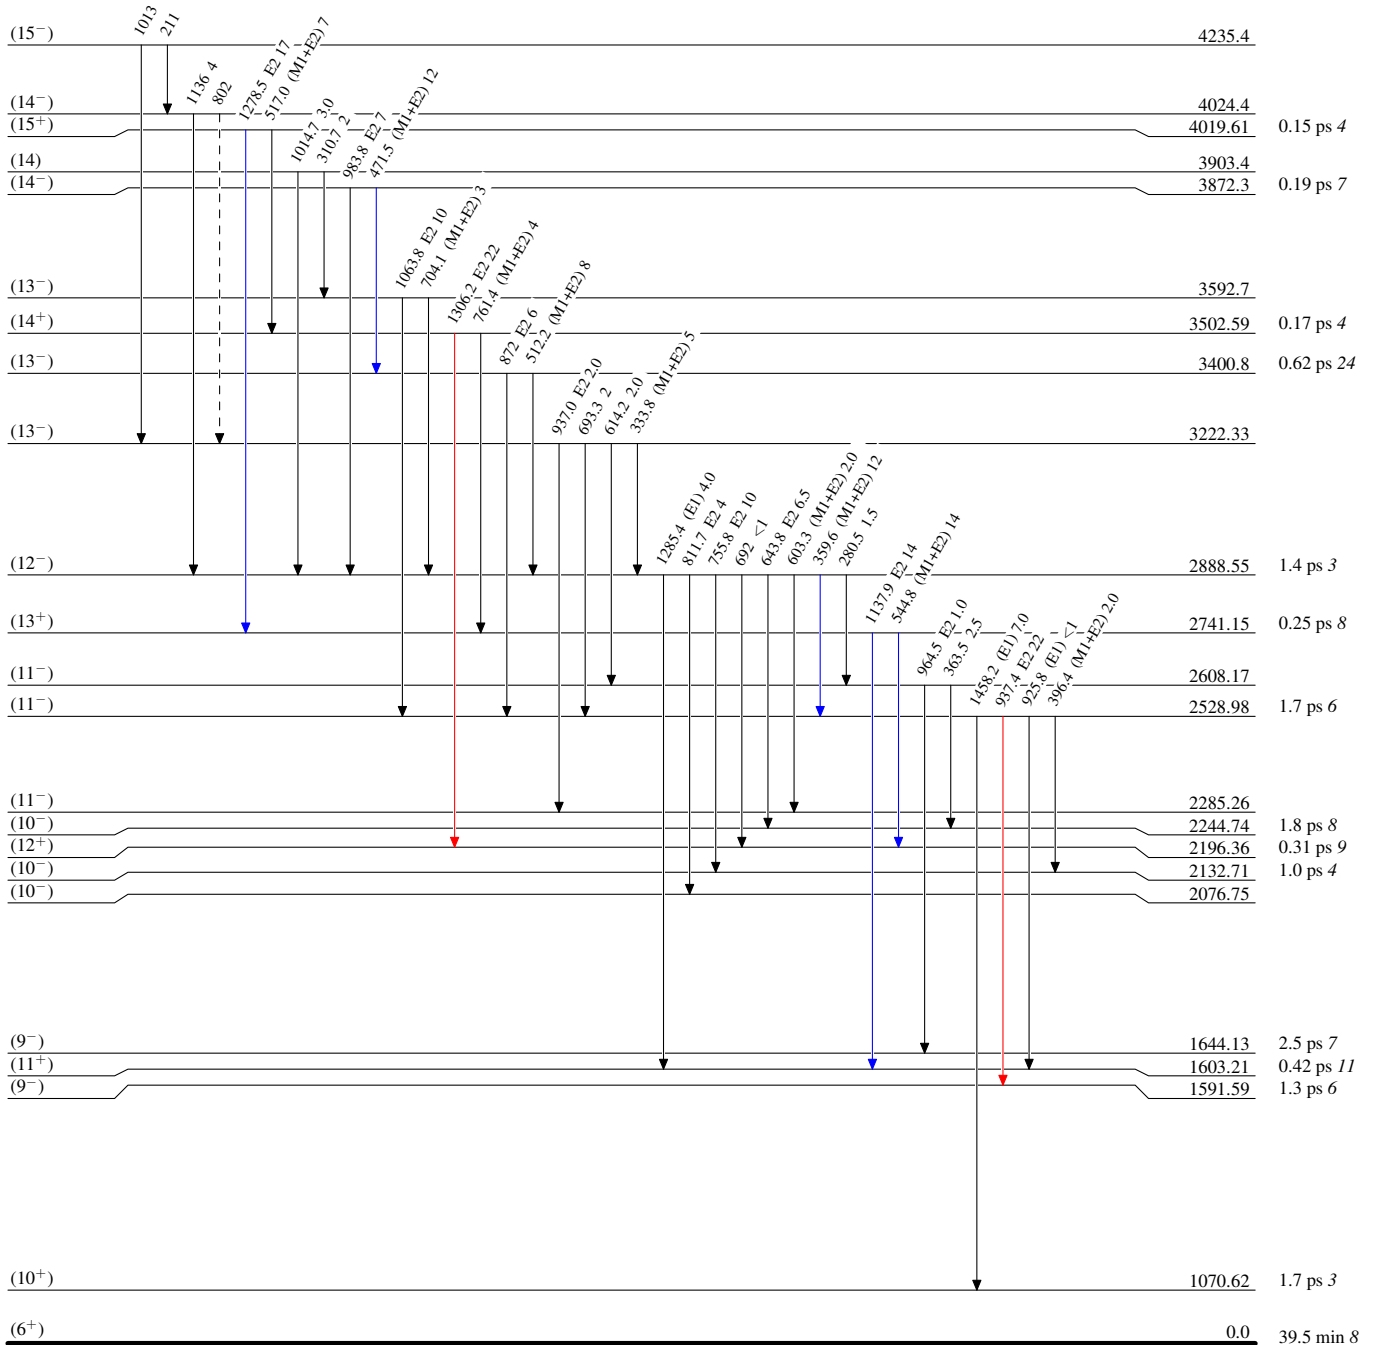 (15−) 1013 211 4235.4
(14−) 1136 4 802 4024.4
(15+) 1278.5 E2 17 517.0 (M1+E2) 7 4019.61 0.15 ps 4
(14) 1014.7 3.0 310.7 2 3903.4
(14−) 983.8 E2 7 471.5 (M1+E2) 12 3872.3 0.19 ps 7
(13−) 1063.8 E2 10 704.1 (M1+E2) 3 3592.7
(14+) 1306.2 E2 22 761.4 (M1+E2) 4 3502.59 0.17 ps 4
(13−) 872 E2 6 512.2 (M1+E2) 8 3400.8 0.62 ps 24
(13−) 937.0 E2 2.0 693.3 2 614.2 2.0 333.8 (M1+E2) 5 3222.33
(12−) 1285.4 (E1) 4.0 811.7 E2 4 755.8 E2 10 692 <1 643.8 E2 6.5 603.3 (M1+E2) 2.0 359.6 (M1+E2) 12 280.5 1.5 2888.55 1.4 ps 3
(13+) 1137.9 E2 14 544.8 (M1+E2) 14 2741.15 0.25 ps 8
(11−) 964.5 E2 1.0 363.5 2.5 2608.17
(11−) 1458.2 (E1) 7.0 937.4 E2 22 925.8 (E1) <1 396.4 (M1+E2) 2.0 2528.98 1.7 ps 6
(11−) 2285.26
(10−) 2244.74 1.8 ps 8
(12+) 2196.36 0.31 ps 9
(10−) 2132.71 1.0 ps 4
(10−) 2076.75
(9−) 1644.13 2.5 ps 7
(11+) 1603.21 0.42 ps 11
(9−) 1591.59 1.3 ps 6
(10+) 1070.62 1.7 ps 3
(6+) 0.0 39.5 min 8